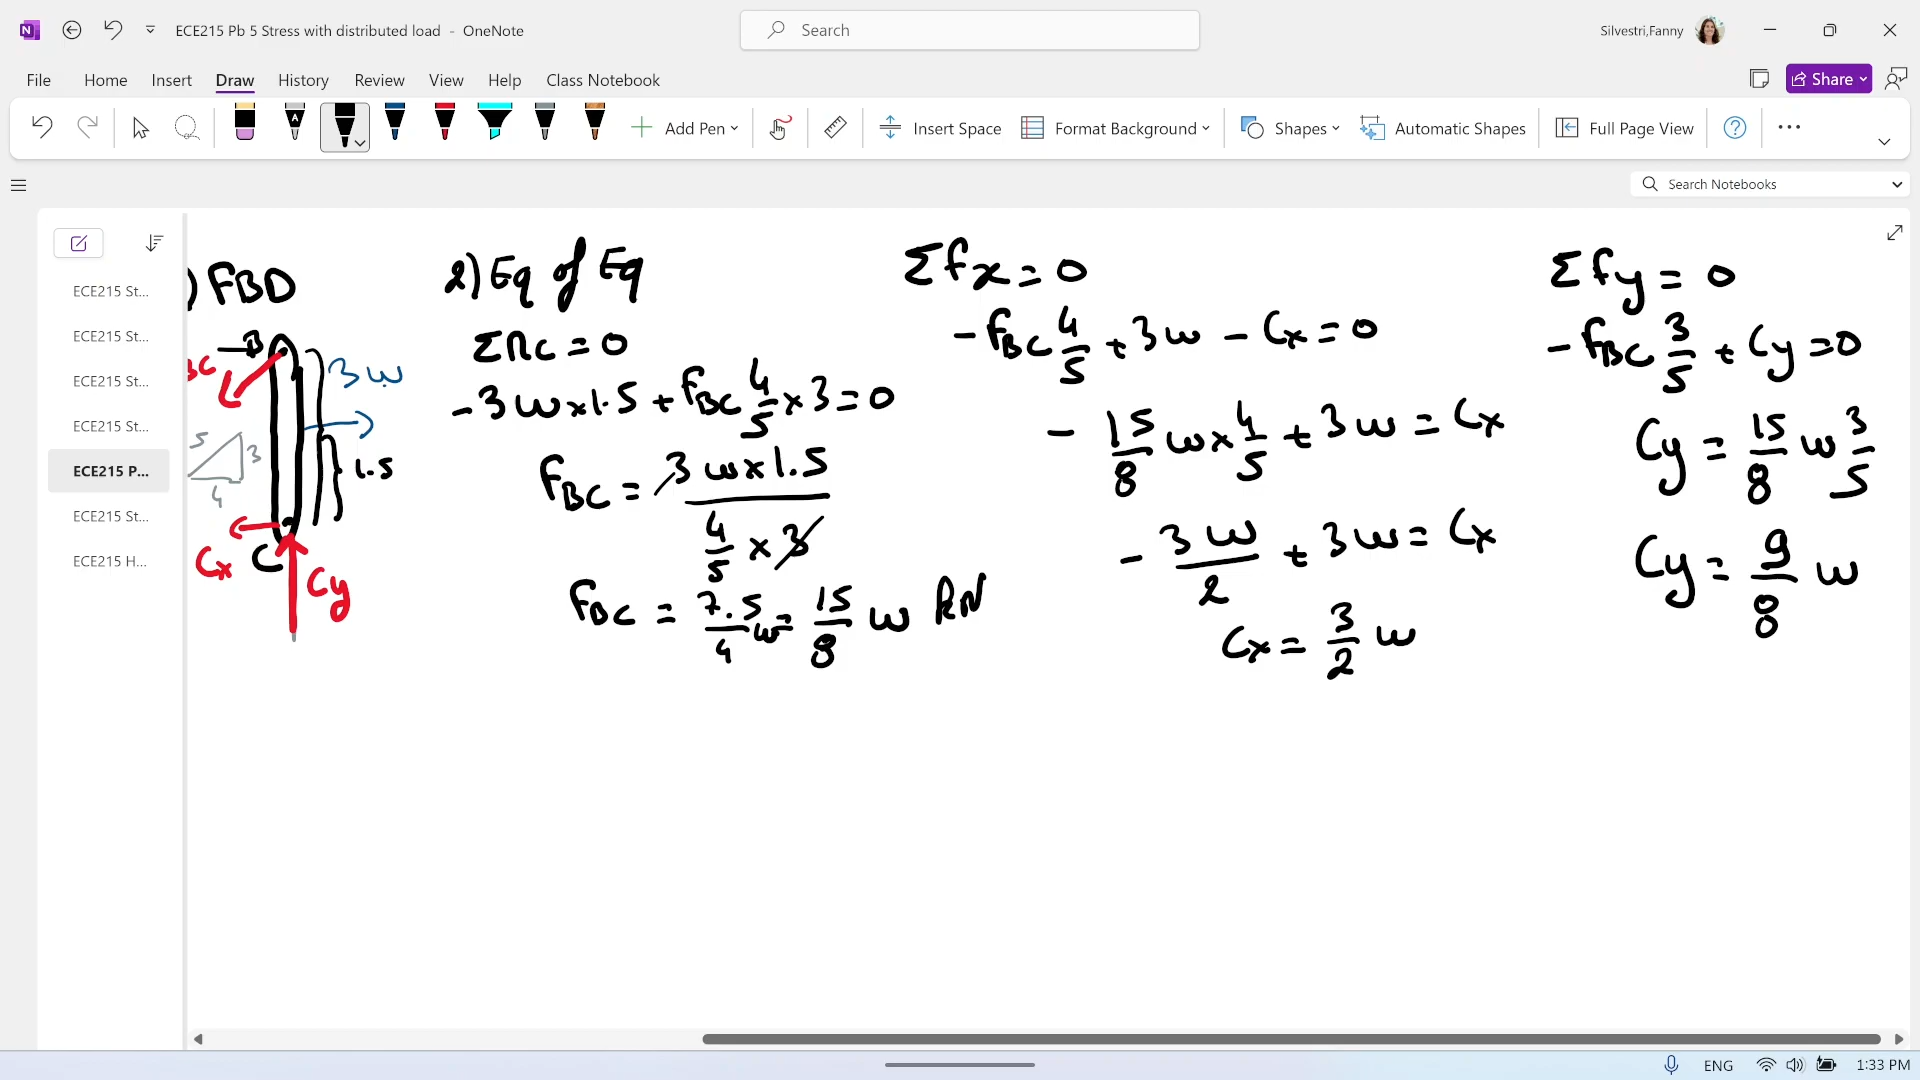 ECE215 Pb 5 Stress with distributed load - OneNote
Search
Silvestri,Fanny
File Home Insert Draw History Review View Help Class Notebook
Share
Add Pen
Insert Space
Format Background
Shapes
Automatic Shapes
Full Page View
Search Notebooks
ECE215 St...
ECE215 St...
ECE215 St...
ECE215 St...
ECE215 P...
ECE215 St...
ECE215 H...
) FBD
B
BC
3w
5
3
4
1.5
Cx
C
Cy
2) Eq of Eq
ΣMc = 0
-3w×1.5 + FBC 4/5 × 3 = 0
FBC = 3w×1.5 / (4/5 × 3)
FBC = 7.5/4 w = 15/8 w kN
Σfx = 0
-FBC 4/5 + 3w - Cx = 0
- 15/8 w × 4/5 + 3w = Cx
- 3w/2 + 3w = Cx
Cx = 3/2 w
Σfy = 0
-FBC 3/5 + Cy = 0
Cy = 15/8 w 3/5
Cy = 9/8 w
ENG
1:33 PM